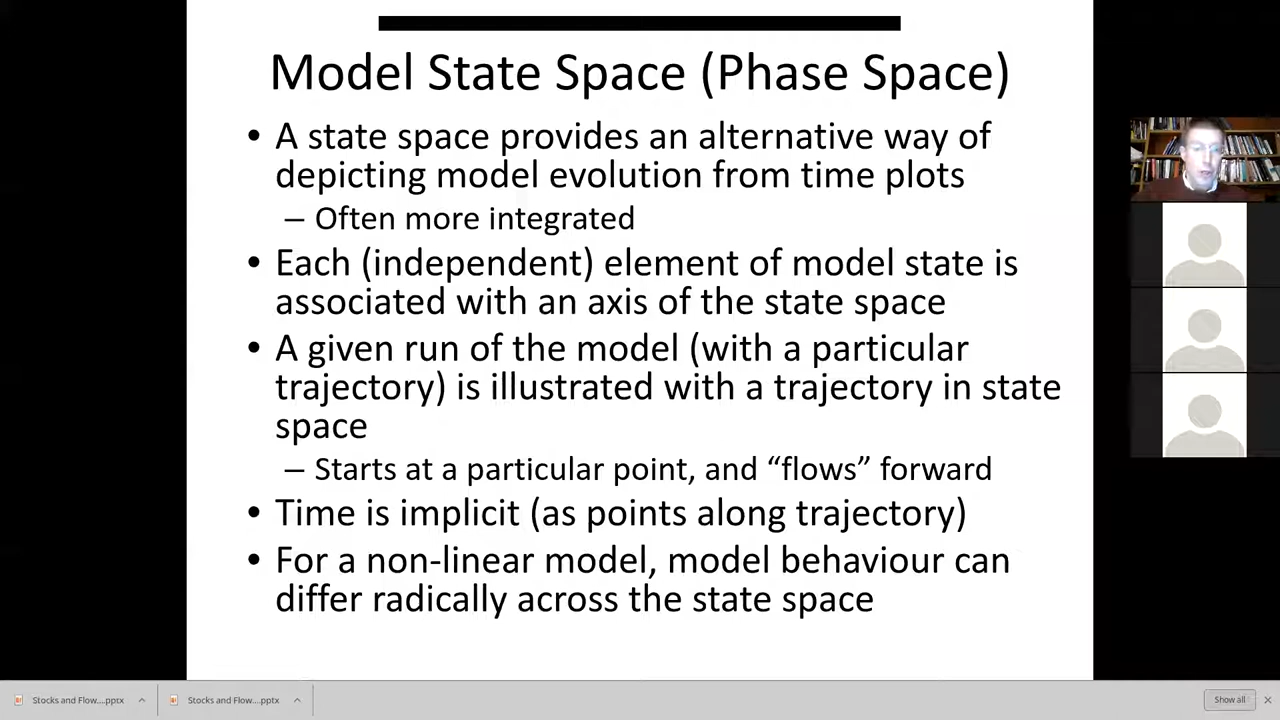 Model State Space (Phase Space)
• A state space provides an alternative way of
depicting model evolution from time plots
– Often more integrated
• Each (independent) element of model state is
associated with an axis of the state space
• A given run of the model (with a particular
trajectory) is illustrated with a trajectory in state
space
– Starts at a particular point, and “flows” forward
• Time is implicit (as points along trajectory)
• For a non-linear model, model behaviour can
differ radically across the state space
Stocks and Flow....pptx
Stocks and Flow....pptx
Show all